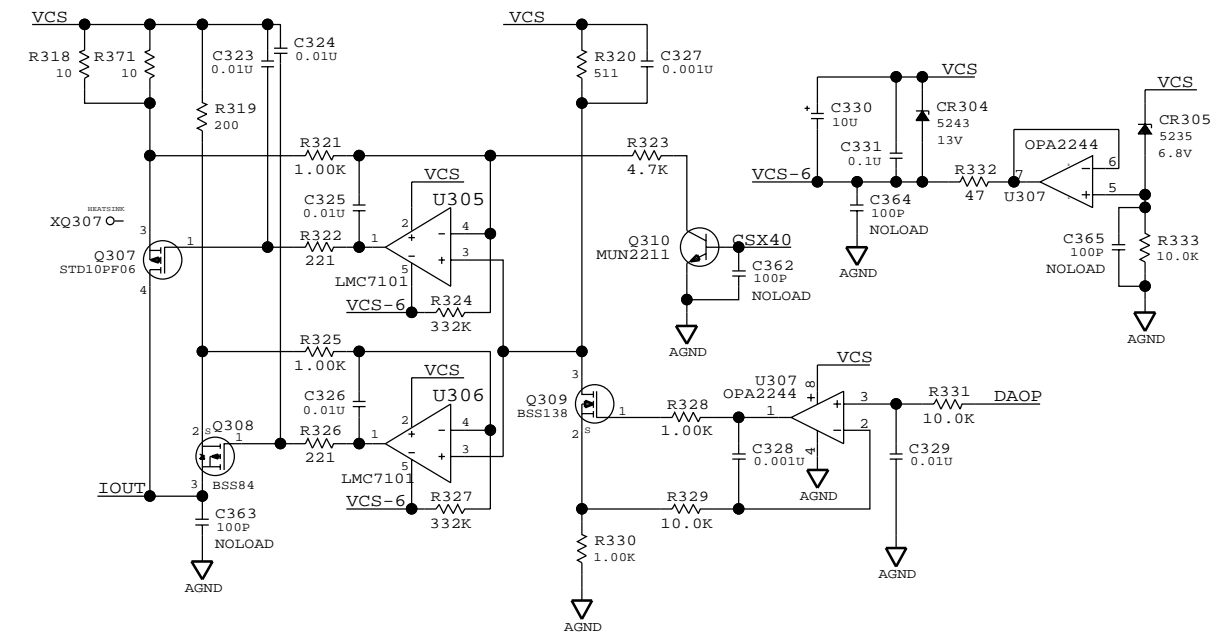 VCS
R318
10
R371
10
C323
0.01U
C324
0.01U
R319
200
VCS
R320
511
C327
0.001U
R321
1.00K
R323
4.7K
C325
0.01U
VCS
U305
2
+
4
-
3
+
1
5
-
LMC7101
HEATSINK
XQ307
3
1
Q307
STD10PF06
4
R322
221
VCS-6
R324
332K
Q310
MUN2211
CSX40
C362
100P
NOLOAD
AGND
R325
1.00K
C326
0.01U
VCS
U306
2
+
4
-
3
+
1
5
-
LMC7101
R326
221
VCS-6
R327
332K
2
S
Q308
1
3
BSS84
IOUT
C363
100P
NOLOAD
AGND
3
Q309
BSS138
1
2
S
R328
1.00K
C328
0.001U
R329
10.0K
R330
1.00K
AGND
VCS
U307
OPA2244
8
+
3
+
2
-
1
4
AGND
R331
10.0K
DAOP
C329
0.01U
AGND
VCS
+
C330
10U
C331
0.1U
CR304
5243
13V
VCS-6
C364
100P
NOLOAD
AGND
R332
47
OPA2244
7
6
-
5
+
U307
VCS
CR305
5235
6.8V
C365
100P
NOLOAD
R333
10.0K
AGND